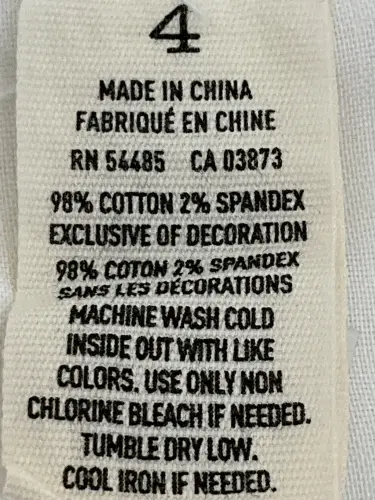 4
MADE IN CHINA
FABRIQUÉ EN CHINE
RN 54485 CA 03873
98% COTTON 2% SPANDEX
EXCLUSIVE OF DECORATION
98% COTON 2% SPANDEX
SANS LES DÉCORATIONS
MACHINE WASH COLD
INSIDE OUT WITH LIKE
COLORS. USE ONLY NON
CHLORINE BLEACH IF NEEDED.
TUMBLE DRY LOW.
COOL IRON IF NEEDED.